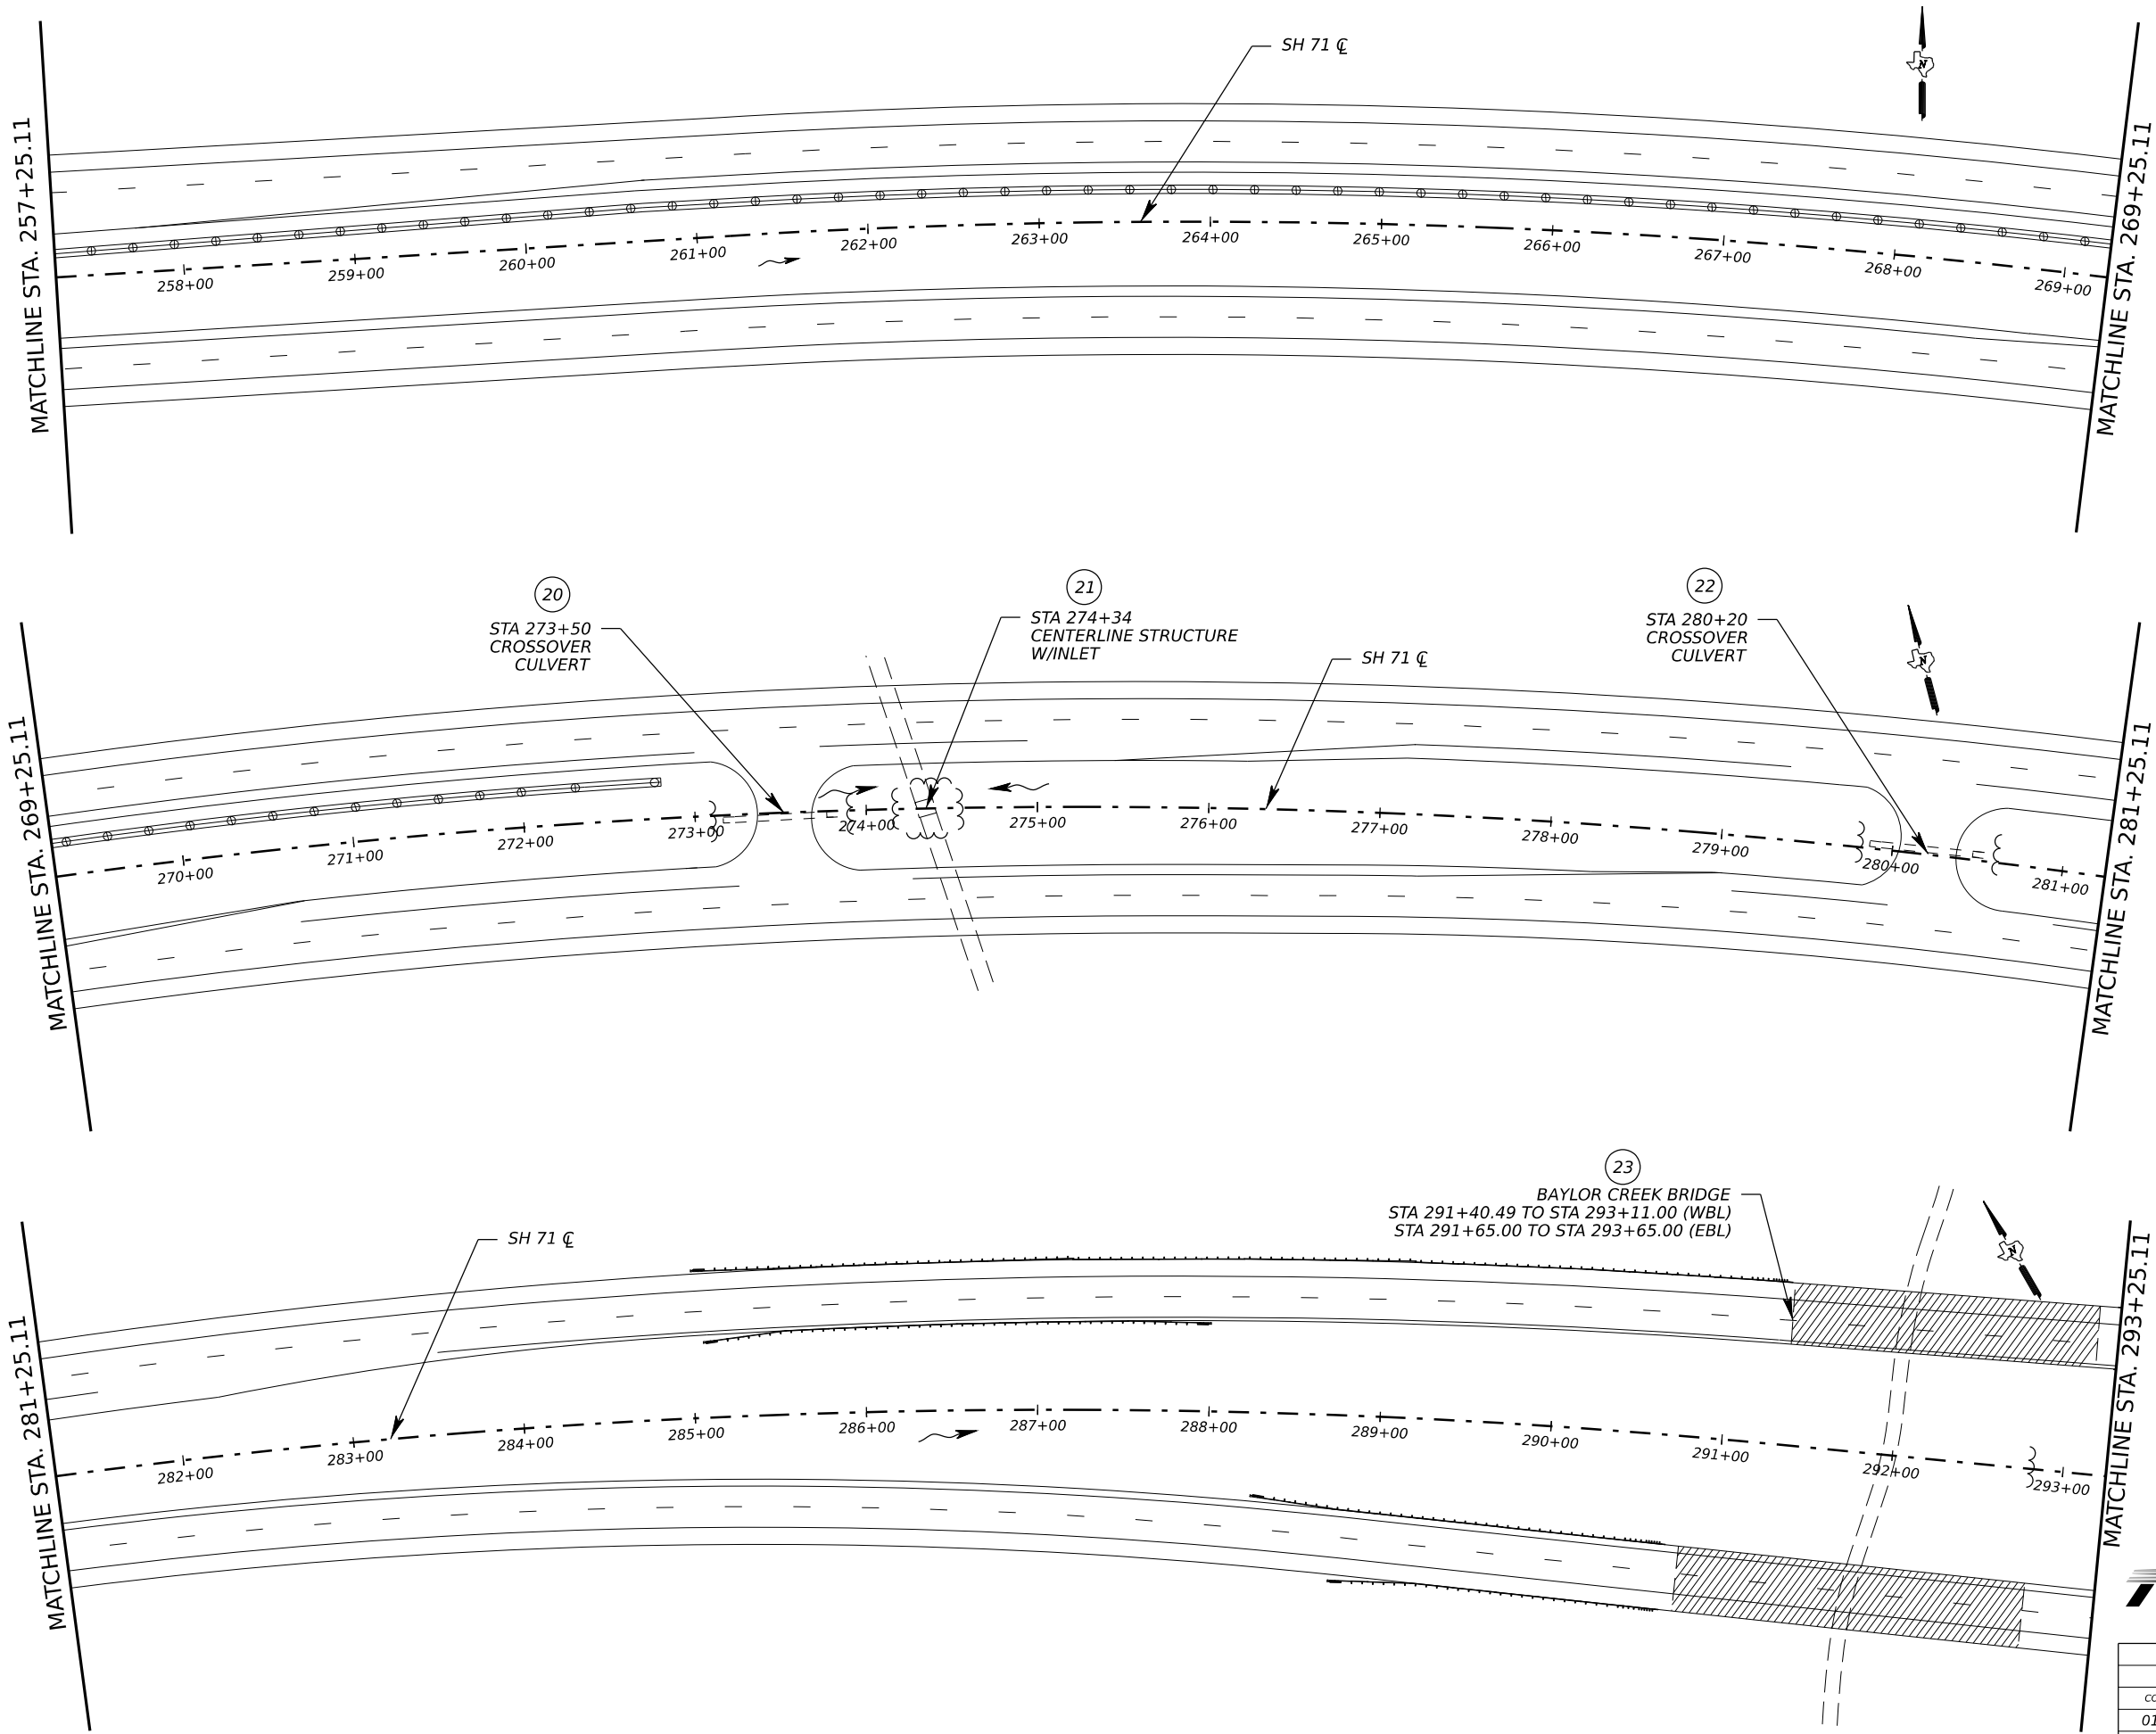 SH 71 ℄
N
MATCHLINE STA. 257+25.11
MATCHLINE STA. 269+25.11
258+00
259+00
260+00
261+00
262+00
263+00
264+00
265+00
266+00
267+00
268+00
269+00
20
STA 273+50
CROSSOVER
CULVERT
21
STA 274+34
CENTERLINE STRUCTURE
W/INLET
SH 71 ℄
22
STA 280+20
CROSSOVER
CULVERT
N
MATCHLINE STA. 269+25.11
MATCHLINE STA. 281+25.11
270+00
271+00
272+00
273+00
274+00
275+00
276+00
277+00
278+00
279+00
280+00
281+00
23
BAYLOR CREEK BRIDGE
STA 291+40.49 TO STA 293+11.00 (WBL)
STA 291+65.00 TO STA 293+65.00 (EBL)
SH 71 ℄
N
MATCHLINE STA. 281+25.11
MATCHLINE STA. 293+25.11
282+00
283+00
284+00
285+00
286+00
287+00
288+00
289+00
290+00
291+00
292+00
293+00